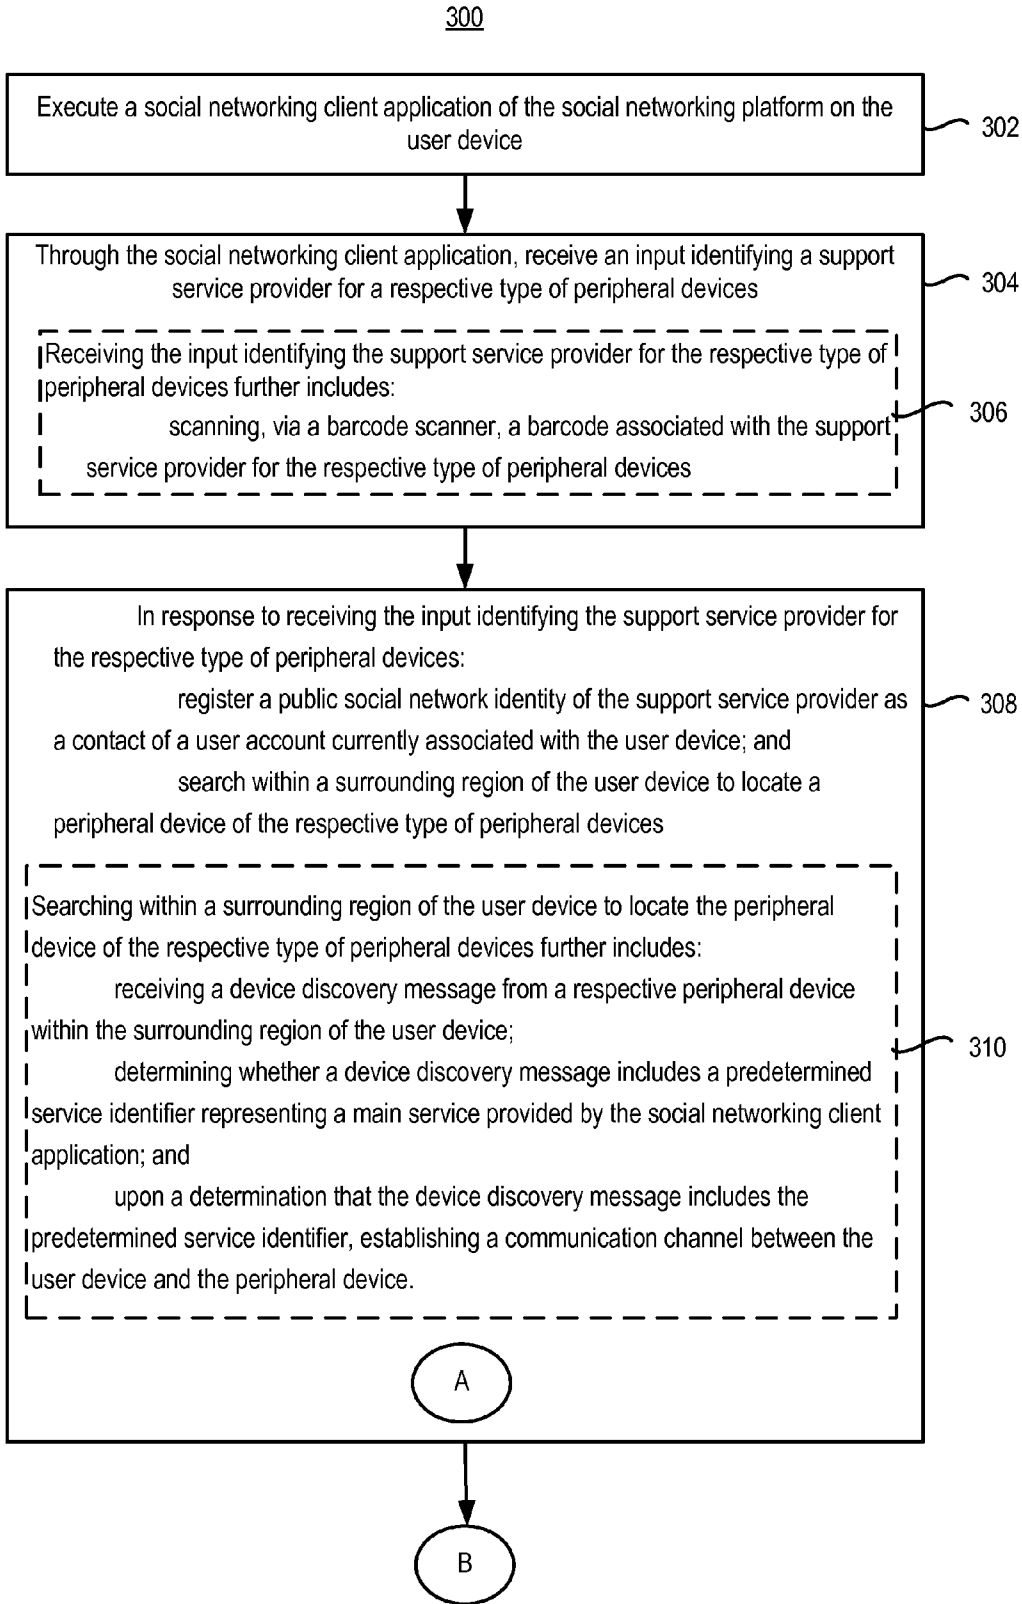 300
Execute a social networking client application of the social networking platform on the
user device
302
Through the social networking client application, receive an input identifying a support
service provider for a respective type of peripheral devices
304
Receiving the input identifying the support service provider for the respective type of
peripheral devices further includes:
scanning, via a barcode scanner, a barcode associated with the support
service provider for the respective type of peripheral devices
306
In response to receiving the input identifying the support service provider for
the respective type of peripheral devices:
register a public social network identity of the support service provider as
a contact of a user account currently associated with the user device; and
search within a surrounding region of the user device to locate a
peripheral device of the respective type of peripheral devices
308
Searching within a surrounding region of the user device to locate the peripheral
device of the respective type of peripheral devices further includes:
receiving a device discovery message from a respective peripheral device
within the surrounding region of the user device;
determining whether a device discovery message includes a predetermined
service identifier representing a main service provided by the social networking client
application; and
upon a determination that the device discovery message includes the
predetermined service identifier, establishing a communication channel between the
user device and the peripheral device.
310
A
B